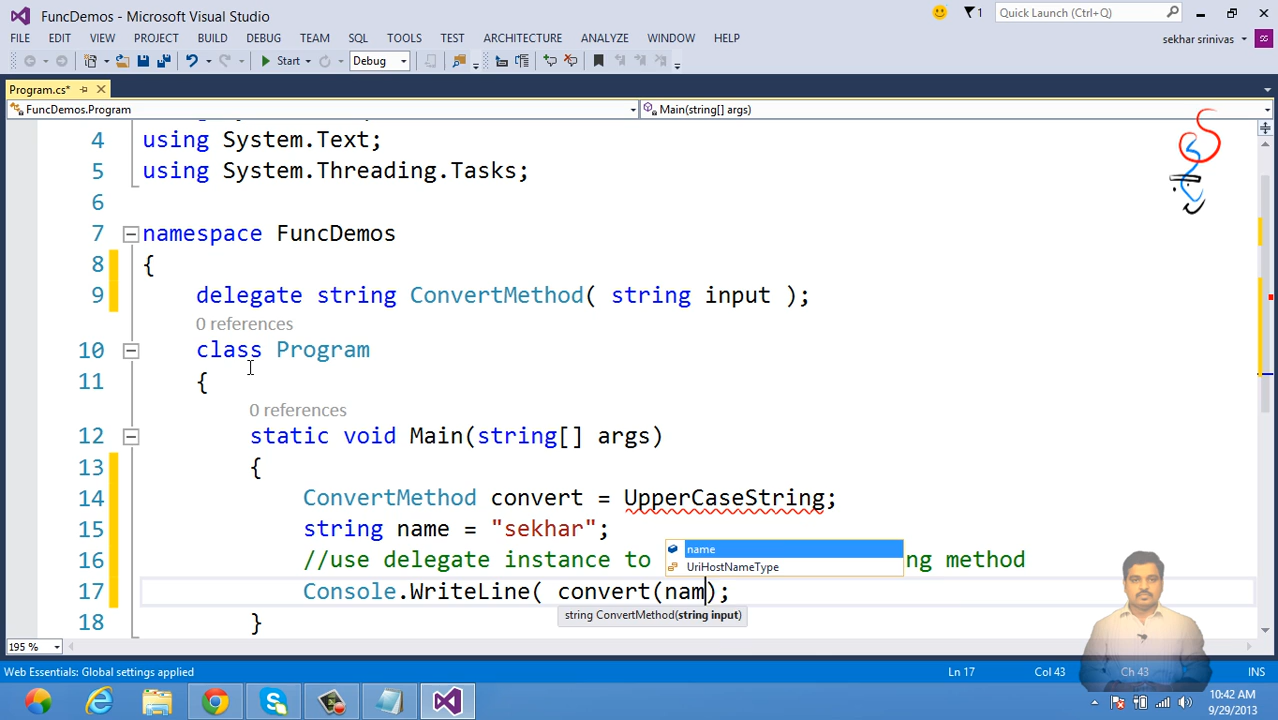 FuncDemos - Microsoft Visual Studio
1
Quick Launch (Ctrl+Q)
FILE EDIT VIEW PROJECT BUILD DEBUG TEAM SQL TOOLS TEST ARCHITECTURE ANALYZE WINDOW HELP
sekhar srinivas
SS
Start
Debug
Program.cs*
FuncDemos.Program
Main(string[] args)
4 using System.Text;
5 using System.Threading.Tasks;
6
7 namespace FuncDemos
8 {
9 delegate string ConvertMethod( string input );
0 references
10 class Program
11 {
0 references
12 static void Main(string[] args)
13 {
14 ConvertMethod convert = UpperCaseString;
15 string name = "sekhar";
16 //use delegate instance to ng method
name
UriHostNameType
17 Console.WriteLine( convert(nam);
string ConvertMethod(string input)
18 }
195 %
Web Essentials: Global settings applied
Ln 17
Col 43
Ch 43
INS
10:42 AM
9/29/2013